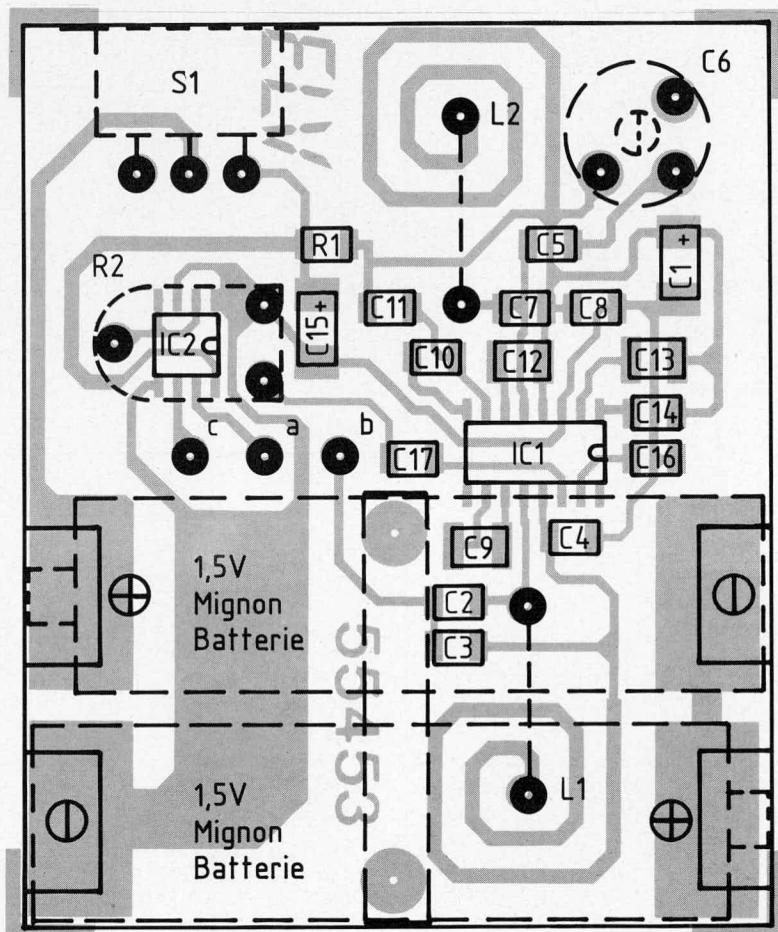 S1
ELV
L2
C6
R1
C5
C1
R2
C11
C7
C8
C15
IC2
C10
C12
C13
C14
c
a
b
C17
IC1
C16
C9
C4
1,5V
Mignon
Batterie
C2
C3
55453
1,5V
Mignon
Batterie
L1